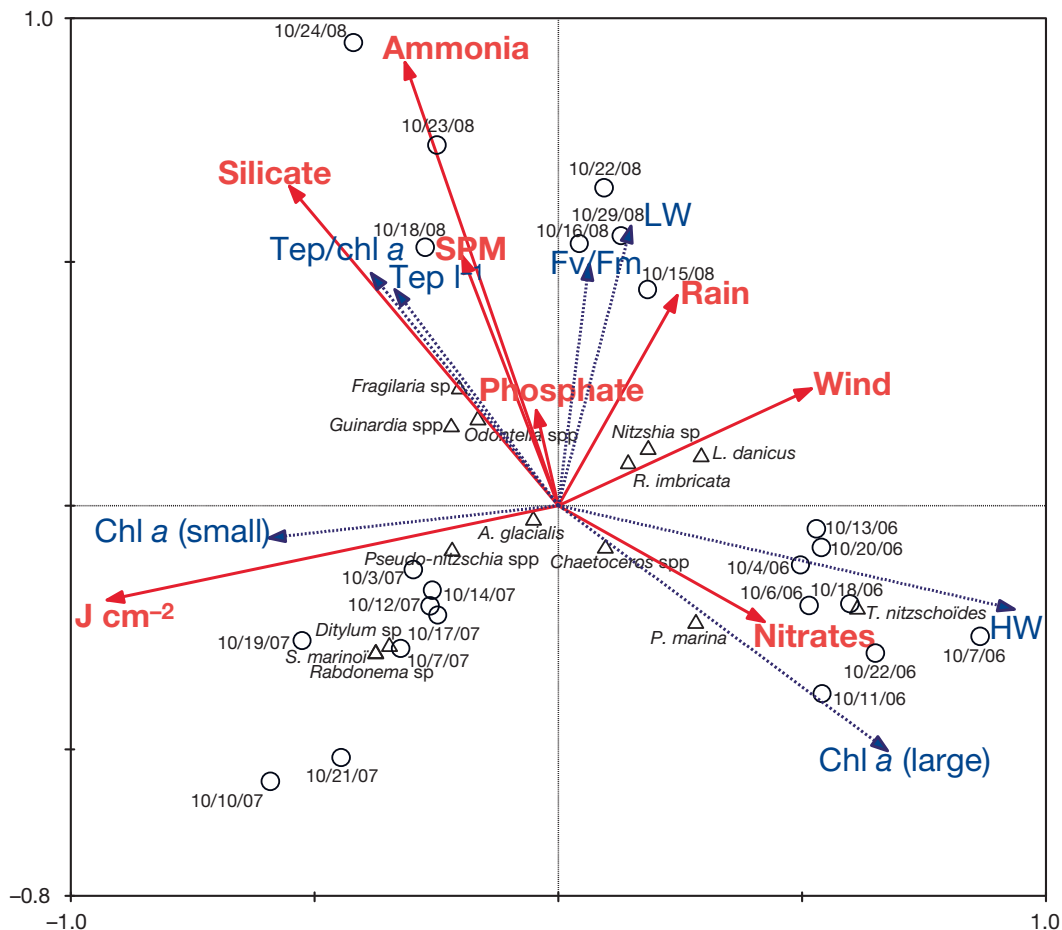 1.0
10/24/08
Ammonia
10/23/08
Silicate
10/22/08
10/29/08
LW
10/18/08
SPM
10/16/08
Tep/chl a
Tep l⁻¹
Fv/Fm
10/15/08
Rain
Fragilaria sp
Phosphate
Wind
Guinardia spp
Odontella spp
Nitzshia sp
L. danicus
R. imbricata
Chl a (small)
A. glacialis
10/13/06
Pseudo-nitzschia spp
Chaetoceros spp
10/20/06
10/4/06
10/3/07
10/14/07
10/6/06
10/18/06
J cm⁻²
10/12/07
T. nitzschoïdes
Ditylum sp
10/17/07
P. marina
Nitrates
HW
10/19/07
S. marinoï
10/7/07
10/7/06
Rabdonema sp
10/22/06
10/11/06
10/21/07
Chl a (large)
10/10/07
–0.8
–1.0
1.0